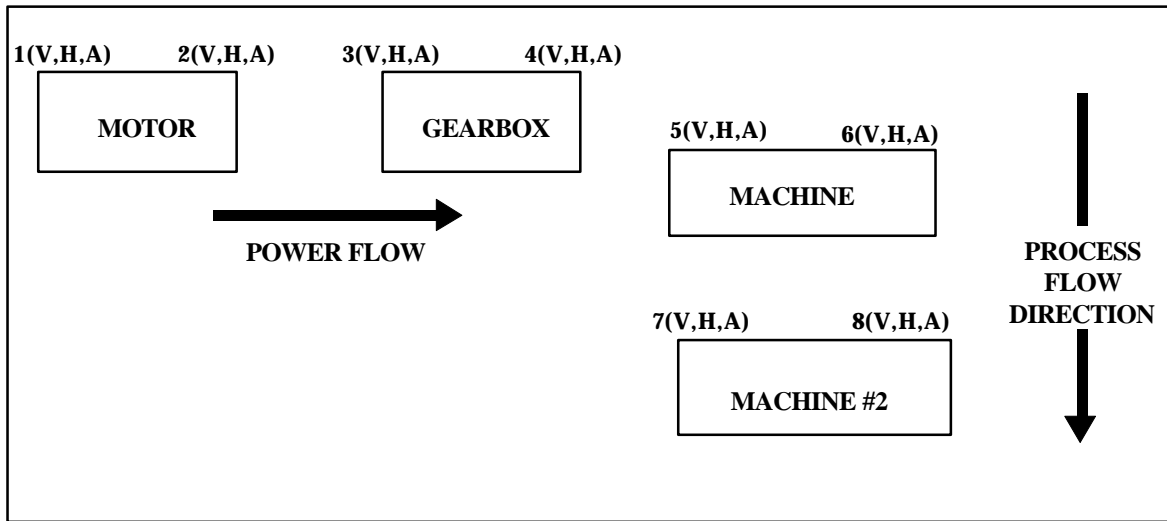 1(V,H,A) 2(V,H,A) 3(V,H,A) 4(V,H,A)
MOTOR GEARBOX
5(V,H,A) 6(V,H,A)
MACHINE
POWER FLOW
PROCESS
FLOW
DIRECTION
7(V,H,A) 8(V,H,A)
MACHINE #2